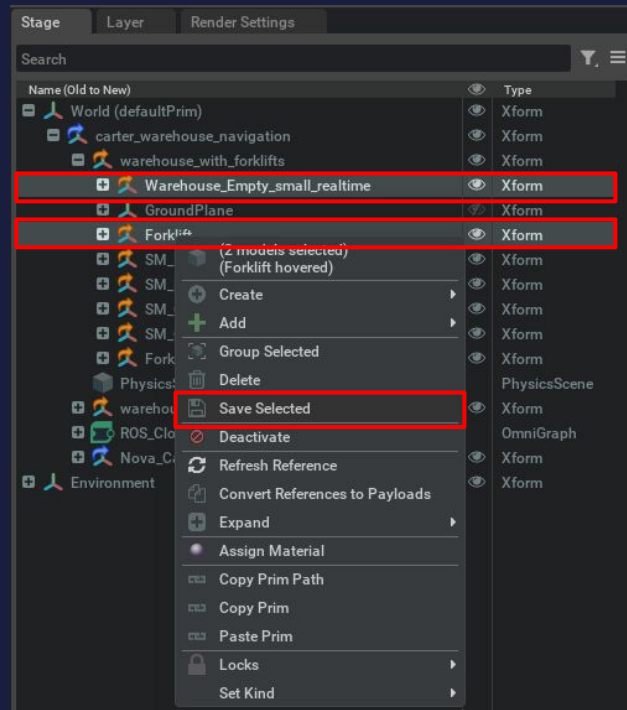 Stage Layer Render Settings
Search
Name (Old to New) Type
World (defaultPrim) Xform
carter_warehouse_navigation Xform
warehouse_with_forklifts Xform
Warehouse_Empty_small_realtime Xform
GroundPlane Xform
Forklift Xform
(2 models selected)
(Forklift hovered)
SM_ Xform
SM_ Xform
Create
SM_ Xform
Add
SM_ Xform
Group Selected
Fork Xform
Delete
PhysicsS PhysicsScene
Save Selected
warehou Xform
Deactivate
ROS_Clo OmniGraph
Refresh Reference
Nova_Ca Xform
Environment Xform
Convert References to Payloads
Expand
Assign Material
Copy Prim Path
Copy Prim
Paste Prim
Locks
Set Kind